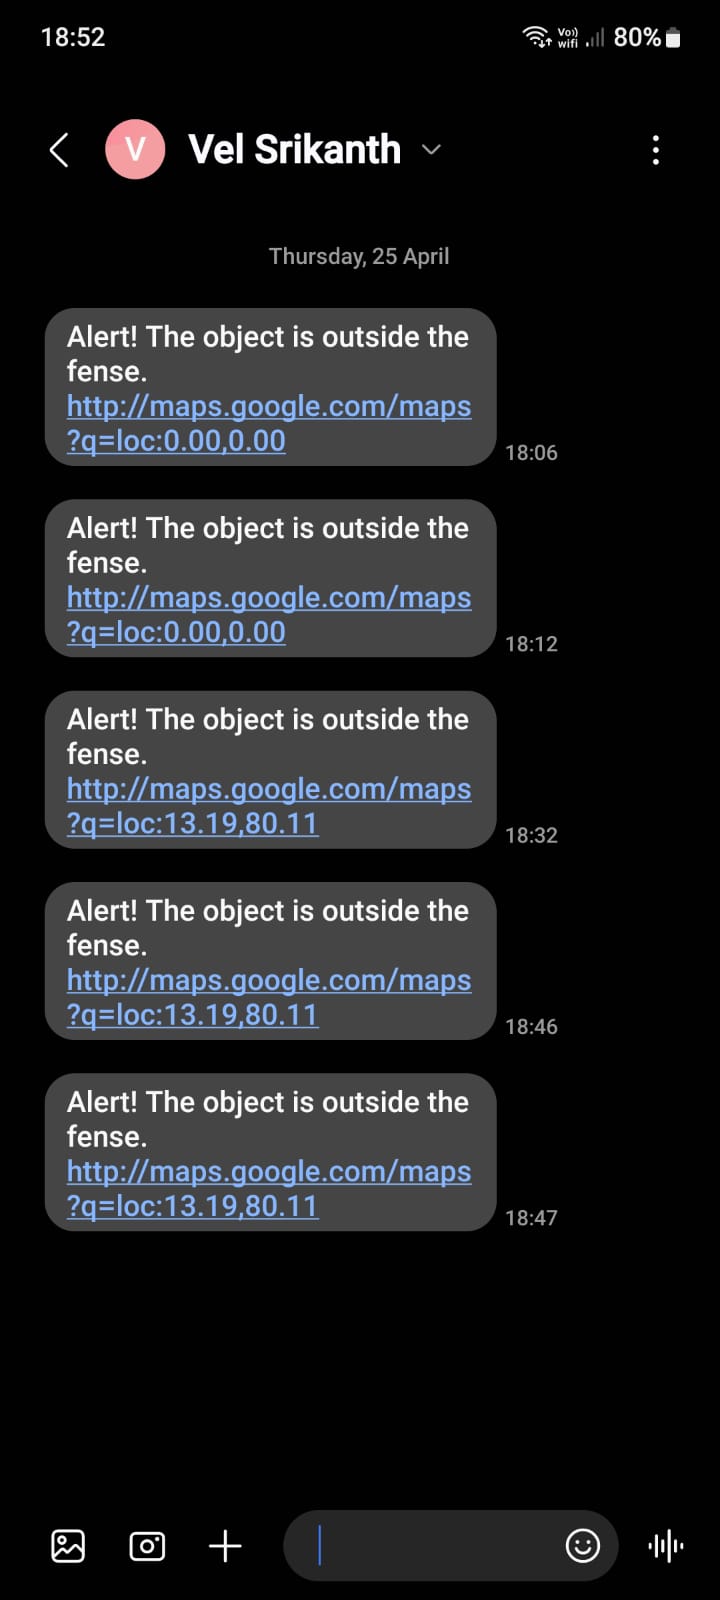 18:52
Vo))
wifi
80%
V
Vel Srikanth
Thursday, 25 April
Alert! The object is outside the
fense.
http://maps.google.com/maps
?q=loc:0.00,0.00
18:06
Alert! The object is outside the
fense.
http://maps.google.com/maps
?q=loc:0.00,0.00
18:12
Alert! The object is outside the
fense.
http://maps.google.com/maps
?q=loc:13.19,80.11
18:32
Alert! The object is outside the
fense.
http://maps.google.com/maps
?q=loc:13.19,80.11
18:46
Alert! The object is outside the
fense.
http://maps.google.com/maps
?q=loc:13.19,80.11
18:47